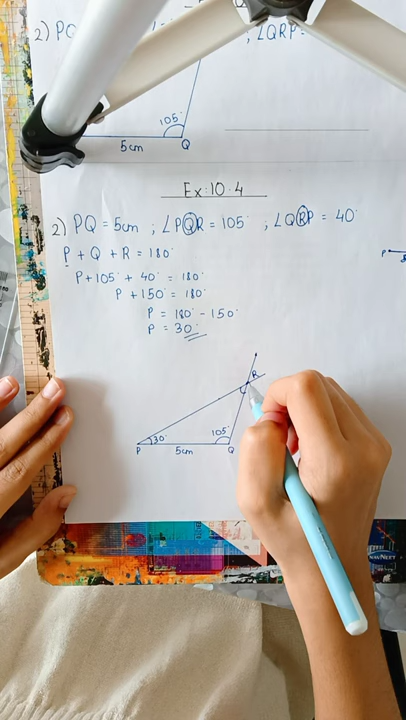 2) PQ
∠QRP=
105°
5cm
Q
Ex:10.4
2) PQ = 5cm ; ∠PQR = 105° ; ∠QRP = 40°
P + Q + R = 180°
P + 105° + 40° = 180°
P + 150° = 180°
P = 180° - 150°
P = 30°
P
R
30°
105°
P
5cm
Q